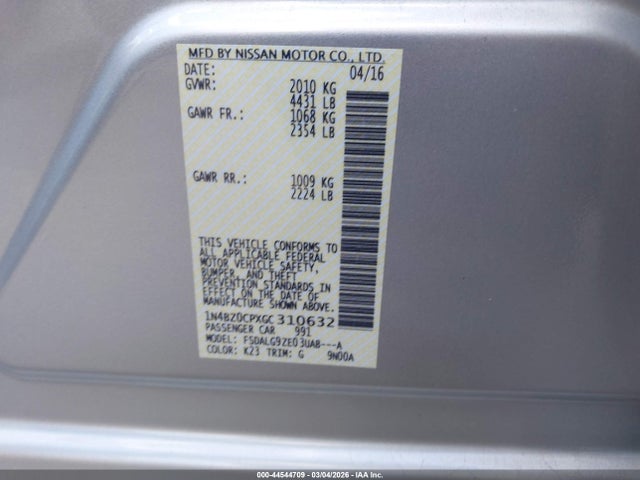 MFD BY NISSAN MOTOR CO., LTD.
DATE: 04/16
GVWR: 2010 KG
4431 LB
GAWR FR.: 1068 KG
2354 LB
GAWR RR.: 1009 KG
2224 LB
THIS VEHICLE CONFORMS TO
ALL APPLICABLE FEDERAL
MOTOR VEHICLE SAFETY,
BUMPER, AND THEFT
PREVENTION STANDARDS IN
EFFECT ON THE DATE OF
MANUFACTURE SHOWN ABOVE.
1N4BZ0CPXGC310632
PASSENGER CAR 991
MODEL: FSDALG9ZE03UAB---A
COLOR: K23 TRIM: G 9N00A
000-44544709 - 03/04/2026 - IAA Inc.